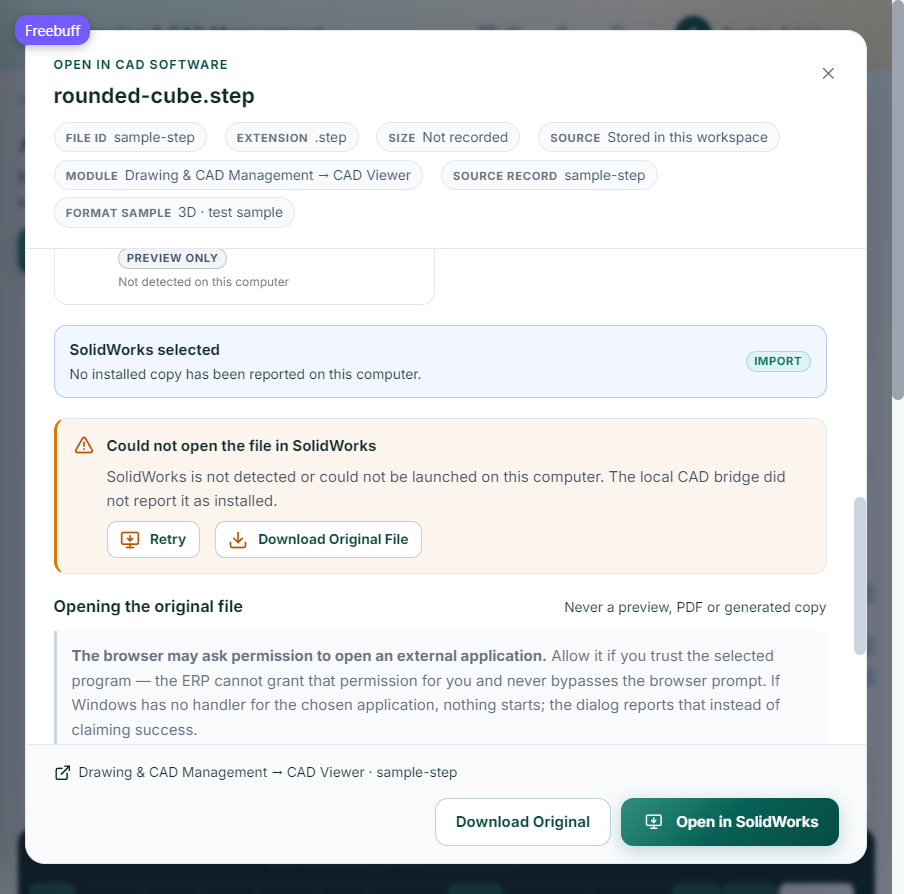 Freebuff
OPEN IN CAD SOFTWARE
rounded-cube.step
FILE ID sample-step
EXTENSION .step
SIZE Not recorded
SOURCE Stored in this workspace
MODULE Drawing & CAD Management → CAD Viewer
SOURCE RECORD sample-step
FORMAT SAMPLE 3D · test sample
PREVIEW ONLY
Not detected on this computer
SolidWorks selected
No installed copy has been reported on this computer.
IMPORT
Could not open the file in SolidWorks
SolidWorks is not detected or could not be launched on this computer. The local CAD bridge did
not report it as installed.
Retry
Download Original File
Opening the original file
Never a preview, PDF or generated copy
The browser may ask permission to open an external application. Allow it if you trust the selected
program — the ERP cannot grant that permission for you and never bypasses the browser prompt. If
Windows has no handler for the chosen application, nothing starts; the dialog reports that instead of
claiming success.
Drawing & CAD Management → CAD Viewer · sample-step
Download Original
Open in SolidWorks